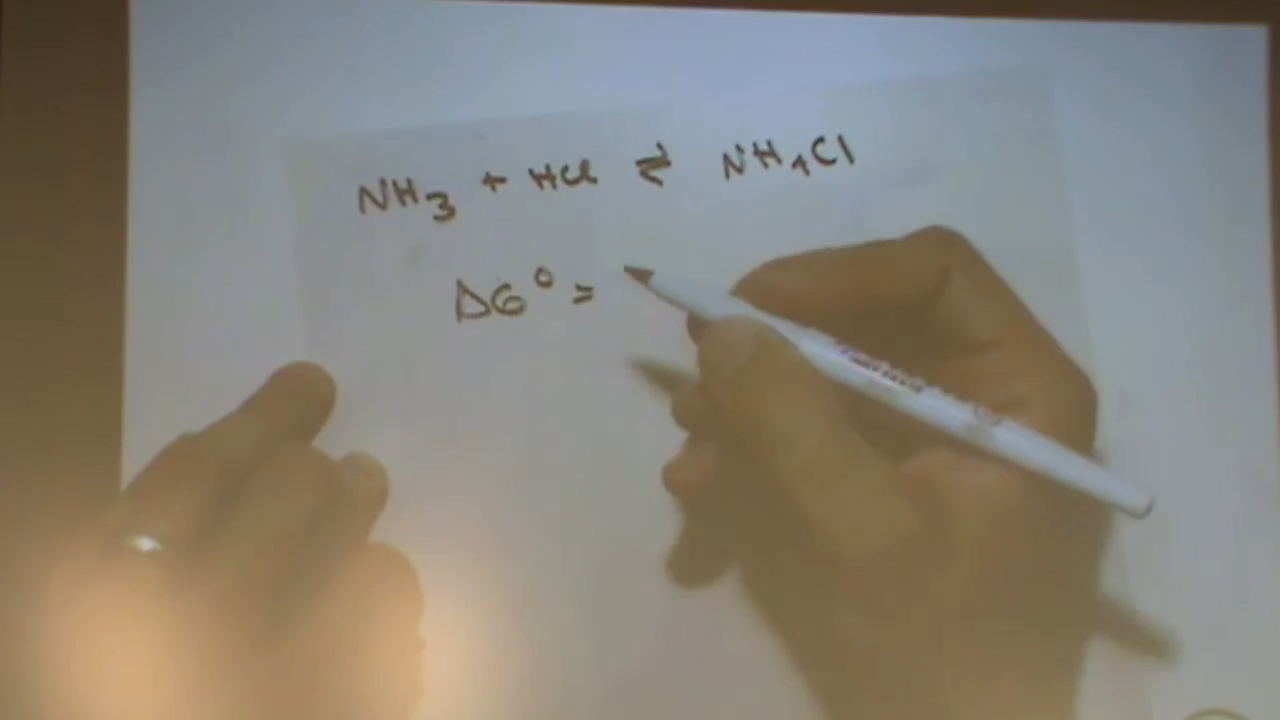 NH₃ + HCl ⇌ NH₄Cl
ΔG° =